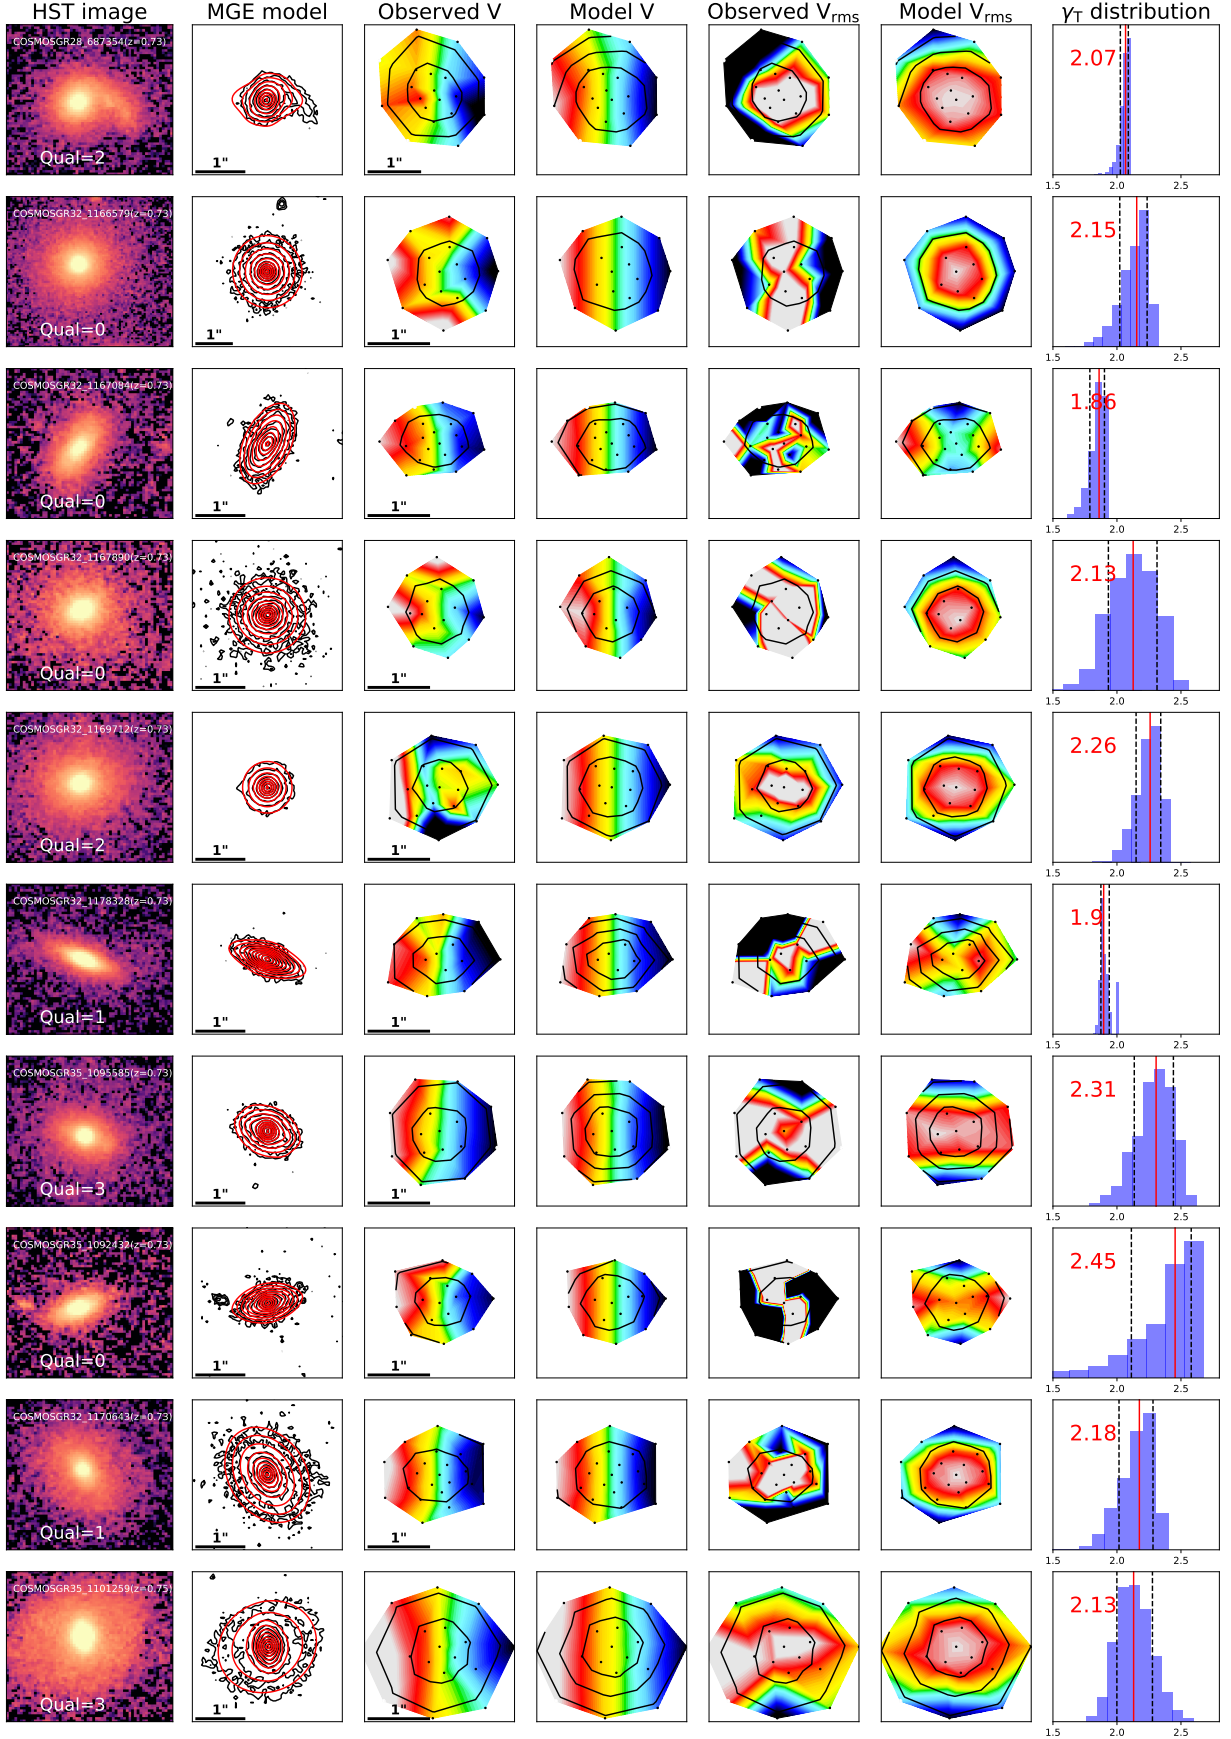 HST image MGE model Observed V Model V Observed Vrms Model Vrms γT distribution
COSMOSGR28_687354(z=0.73)
2.07
Qual=2
1" 1"
1.5 2.0 2.5
COSMOSGR32_1166579(z=0.73)
2.15
Qual=0
1" 1"
1.5 2.0 2.5
COSMOSGR32_1167084(z=0.73)
1.86
Qual=0
1" 1"
1.5 2.0 2.5
COSMOSGR32_1167890(z=0.73)
2.13
Qual=0
1" 1"
1.5 2.0 2.5
COSMOSGR32_1169712(z=0.73)
2.26
Qual=2
1" 1"
1.5 2.0 2.5
COSMOSGR32_1178328(z=0.73)
1.9
Qual=1
1" 1"
1.5 2.0 2.5
COSMOSGR35_1095585(z=0.73)
2.31
Qual=3
1" 1"
1.5 2.0 2.5
COSMOSGR35_1092432(z=0.73)
2.45
Qual=0
1" 1"
1.5 2.0 2.5
COSMOSGR32_1170643(z=0.73)
2.18
Qual=1
1" 1"
1.5 2.0 2.5
COSMOSGR35_1101259(z=0.75)
2.13
Qual=3
1" 1"
1.5 2.0 2.5